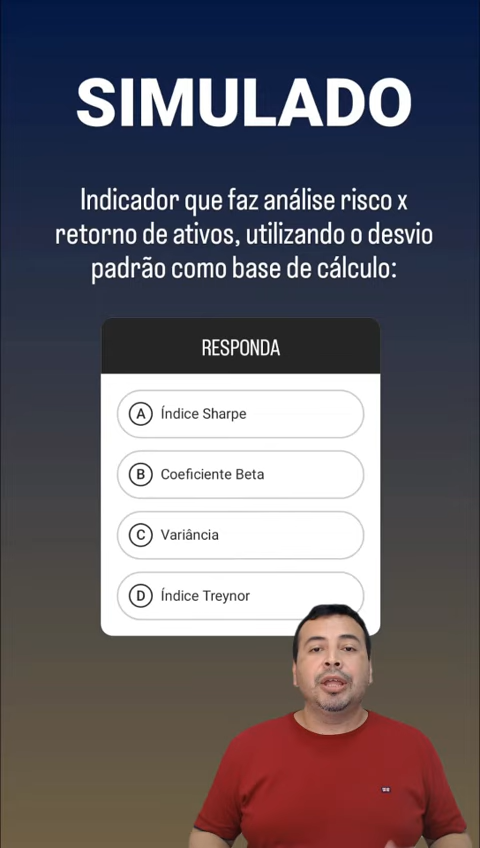 SIMULADO
Indicador que faz análise risco x
retorno de ativos, utilizando o desvio
padrão como base de cálculo:
RESPONDA
A Índice Sharpe
B Coeficiente Beta
C Variância
D Índice Treynor